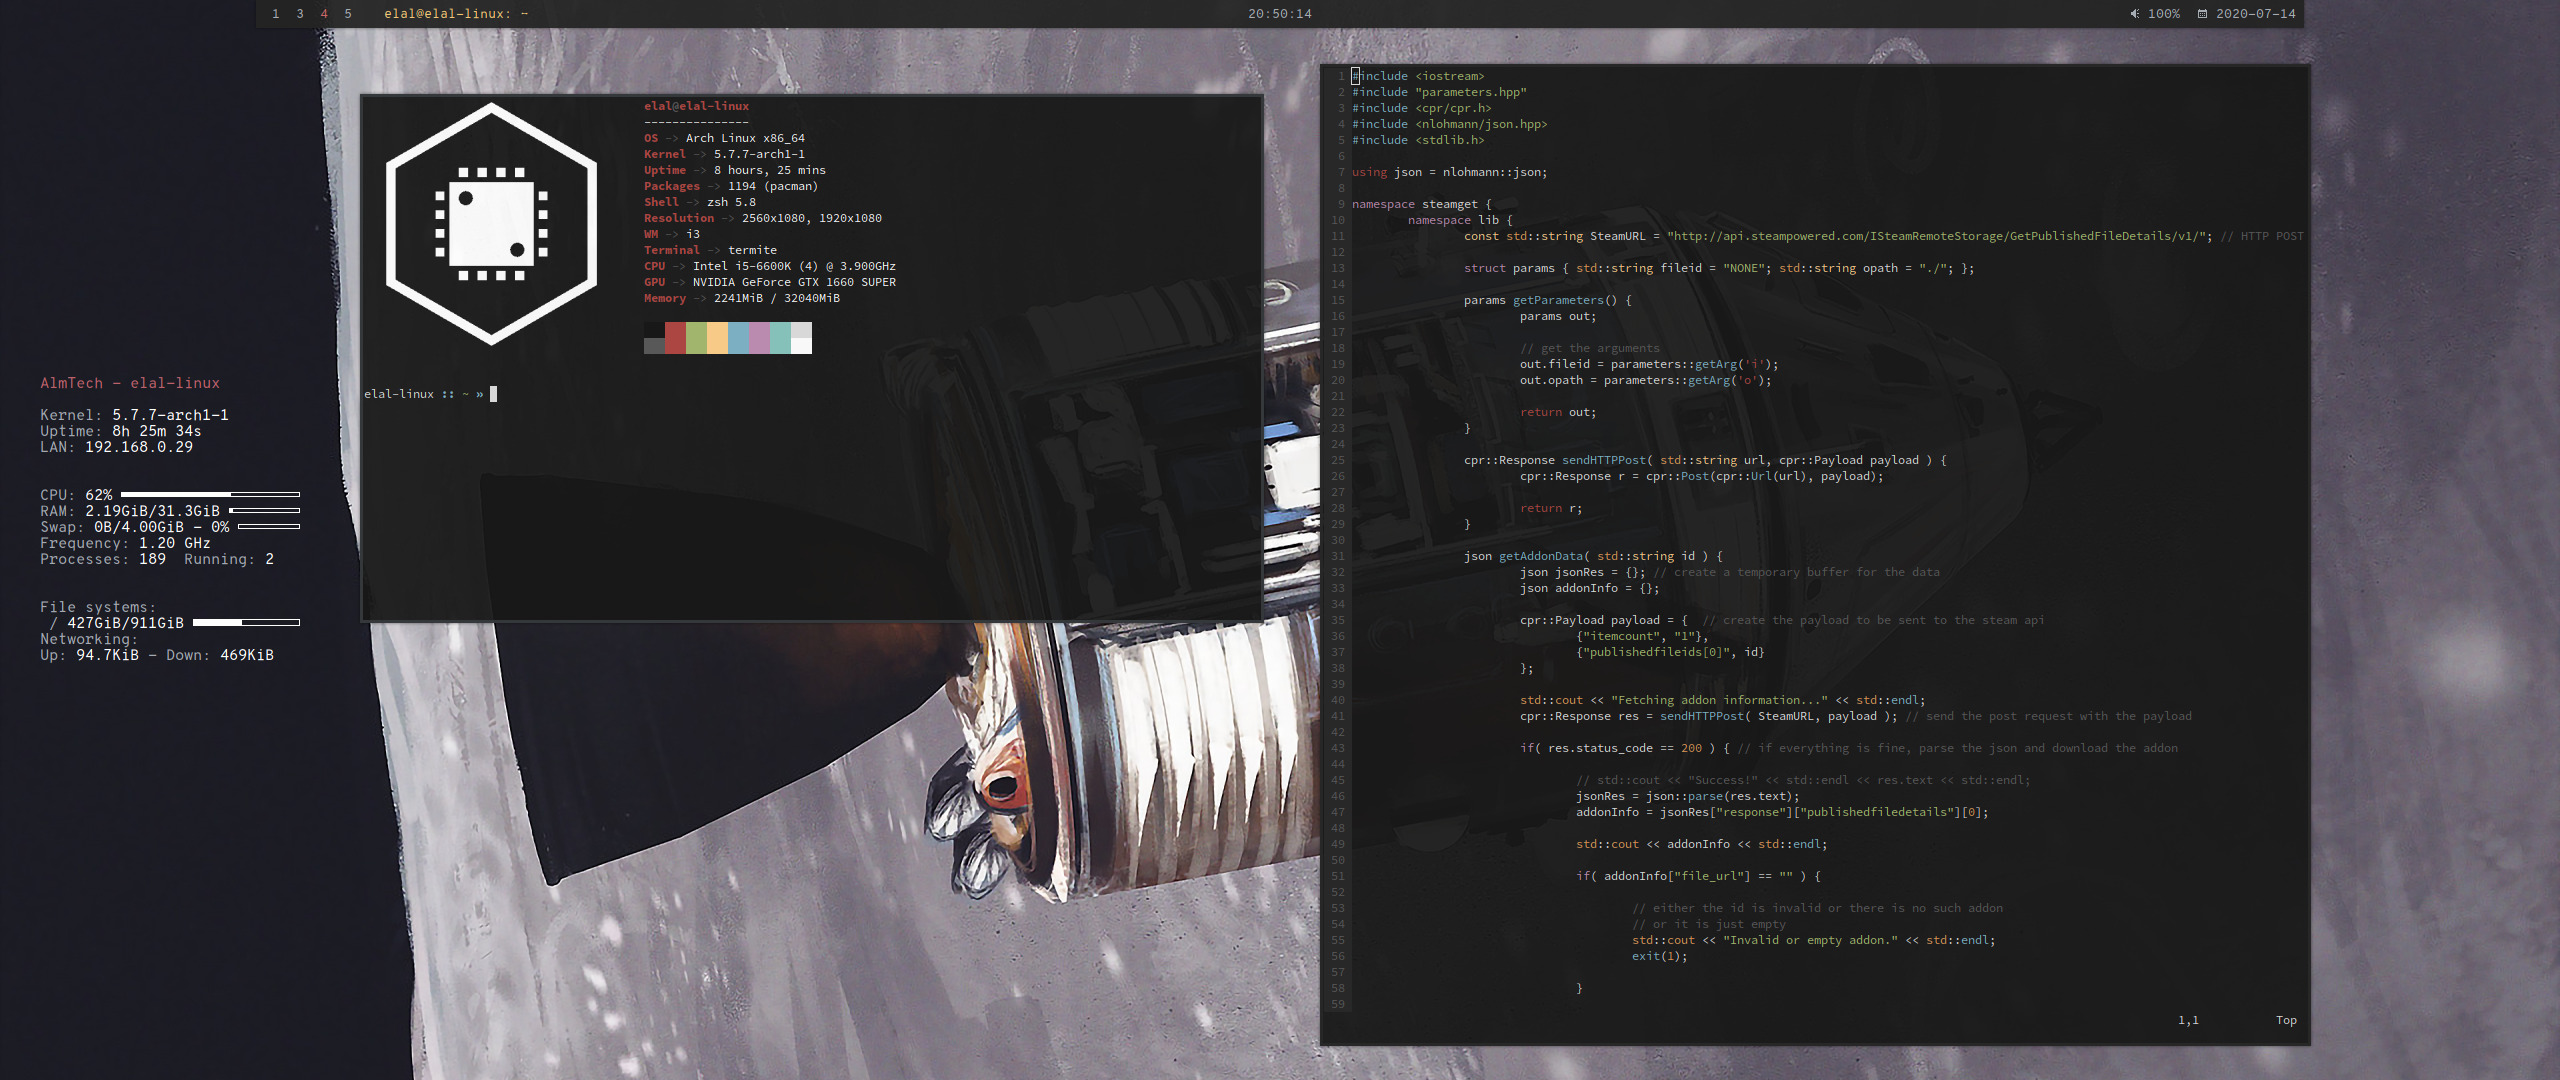 1 3 4 5 elal@elal-linux: ~
20:50:14
100% 2020-07-14
AlmTech - elal-linux
Kernel: 5.7.7-arch1-1
Uptime: 8h 25m 34s
LAN: 192.168.0.29
CPU: 62%
RAM: 2.19GiB/31.3GiB
Swap: 0B/4.00GiB - 0%
Frequency: 1.20 GHz
Processes: 189 Running: 2
File systems:
/ 427GiB/911GiB
Networking:
Up: 94.7KiB - Down: 469KiB
elal@elal-linux
---------------
OS -> Arch Linux x86_64
Kernel -> 5.7.7-arch1-1
Uptime -> 8 hours, 25 mins
Packages -> 1194 (pacman)
Shell -> zsh 5.8
Resolution -> 2560x1080, 1920x1080
WM -> i3
Terminal -> termite
CPU -> Intel i5-6600K (4) @ 3.900GHz
GPU -> NVIDIA GeForce GTX 1660 SUPER
Memory -> 2241MiB / 32040MiB
elal-linux :: ~ »
1 #include <iostream>
2 #include "parameters.hpp"
3 #include <cpr/cpr.h>
4 #include <nlohmann/json.hpp>
5 #include <stdlib.h>
6
7 using json = nlohmann::json;
8
9 namespace steamget {
10 namespace lib {
11 const std::string SteamURL = "http://api.steampowered.com/ISteamRemoteStorage/GetPublishedFileDetails/v1/"; // HTTP POST
12
13 struct params { std::string fileid = "NONE"; std::string opath = "./"; };
14
15 params getParameters() {
16 params out;
17
18 // get the arguments
19 out.fileid = parameters::getArg('i');
20 out.opath = parameters::getArg('o');
21
22 return out;
23 }
24
25 cpr::Response sendHTTPPost( std::string url, cpr::Payload payload ) {
26 cpr::Response r = cpr::Post(cpr::Url(url), payload);
27
28 return r;
29 }
30
31 json getAddonData( std::string id ) {
32 json jsonRes = {}; // create a temporary buffer for the data
33 json addonInfo = {};
34
35 cpr::Payload payload = { // create the payload to be sent to the steam api
36 {"itemcount", "1"},
37 {"publishedfileids[0]", id}
38 };
39
40 std::cout << "Fetching addon information..." << std::endl;
41 cpr::Response res = sendHTTPPost( SteamURL, payload ); // send the post request with the payload
42
43 if( res.status_code == 200 ) { // if everything is fine, parse the json and download the addon
44
45 // std::cout << "Success!" << std::endl << res.text << std::endl;
46 jsonRes = json::parse(res.text);
47 addonInfo = jsonRes["response"]["publishedfiledetails"][0];
48
49 std::cout << addonInfo << std::endl;
50
51 if( addonInfo["file_url"] == "" ) {
52
53 // either the id is invalid or there is no such addon
54 // or it is just empty
55 std::cout << "Invalid or empty addon." << std::endl;
56 exit(1);
57
58 }
59
1,1 Top